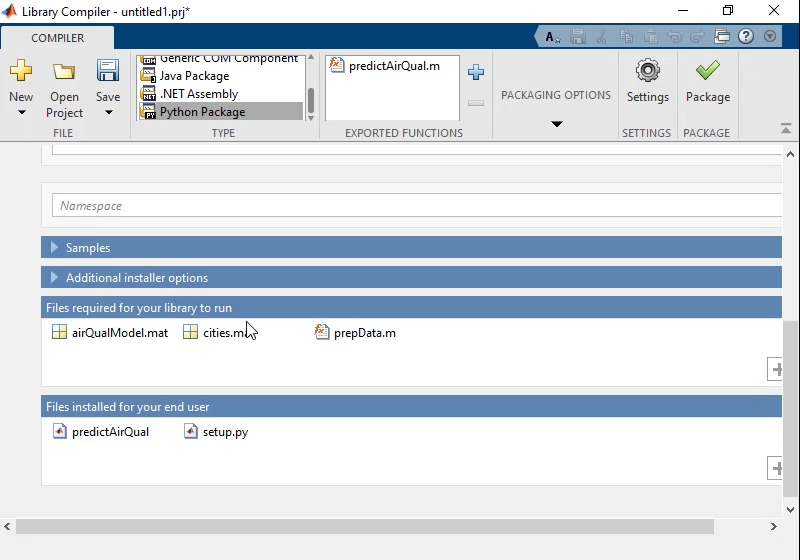 Library Compiler - untitled1.prj*
COMPILER
A
New
Open Project
Save
FILE
Generic COM Component
Java Package
.NET Assembly
Python Package
TYPE
predictAirQual.m
EXPORTED FUNCTIONS
PACKAGING OPTIONS
Settings
SETTINGS
Package
PACKAGE
Namespace
Samples
Additional installer options
Files required for your library to run
airQualModel.mat
prepData.m
Files installed for your end user
predictAirQual
setup.py